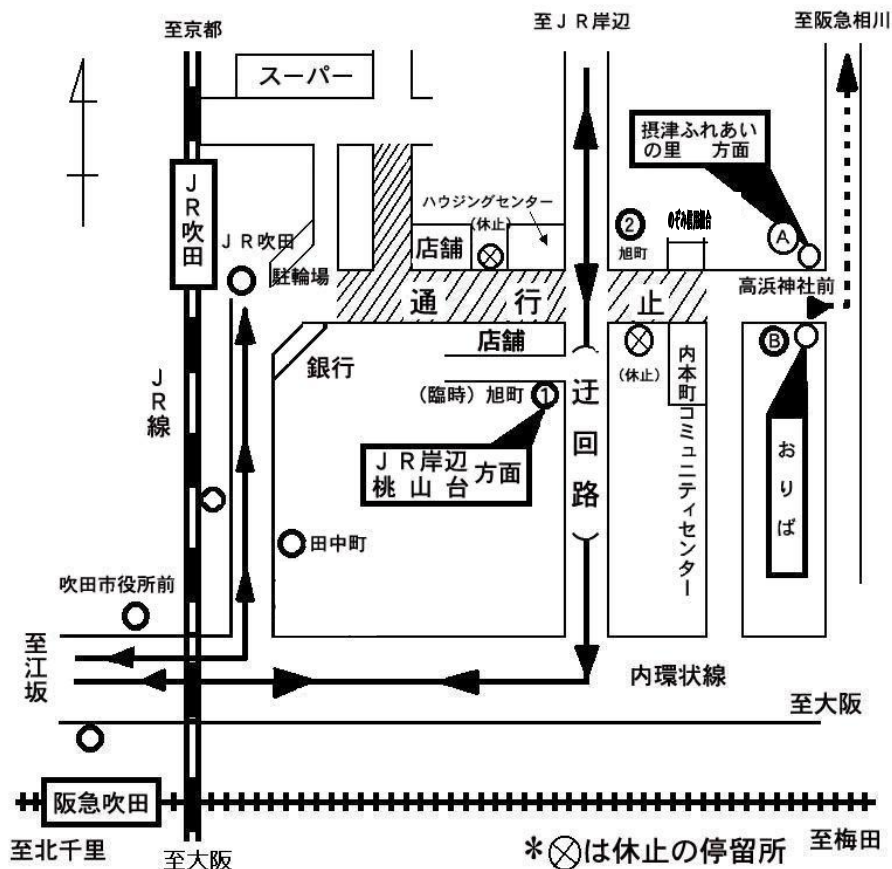 至京都
至ＪＲ岸辺
至阪急相川
スーパー
摂津ふれあい
の里　方面
ＪＲ吹田
ＪＲ吹田
駐輪場
ハウジングセンター
(休止)
店舗
②
旭町
のぞみ信用組合
Ⓐ
高浜神社前
通行止
店舗
銀行
(休止)
Ⓑ
（臨時）旭町
①
ＪＲ岸辺
桃山台
方面
（迂回路）
内本町コミュニティセンター
おりば
ＪＲ線
田中町
吹田市役所前
至江坂
内環状線
至大阪
阪急吹田
至北千里
至大阪
＊⊗は休止の停留所
至梅田